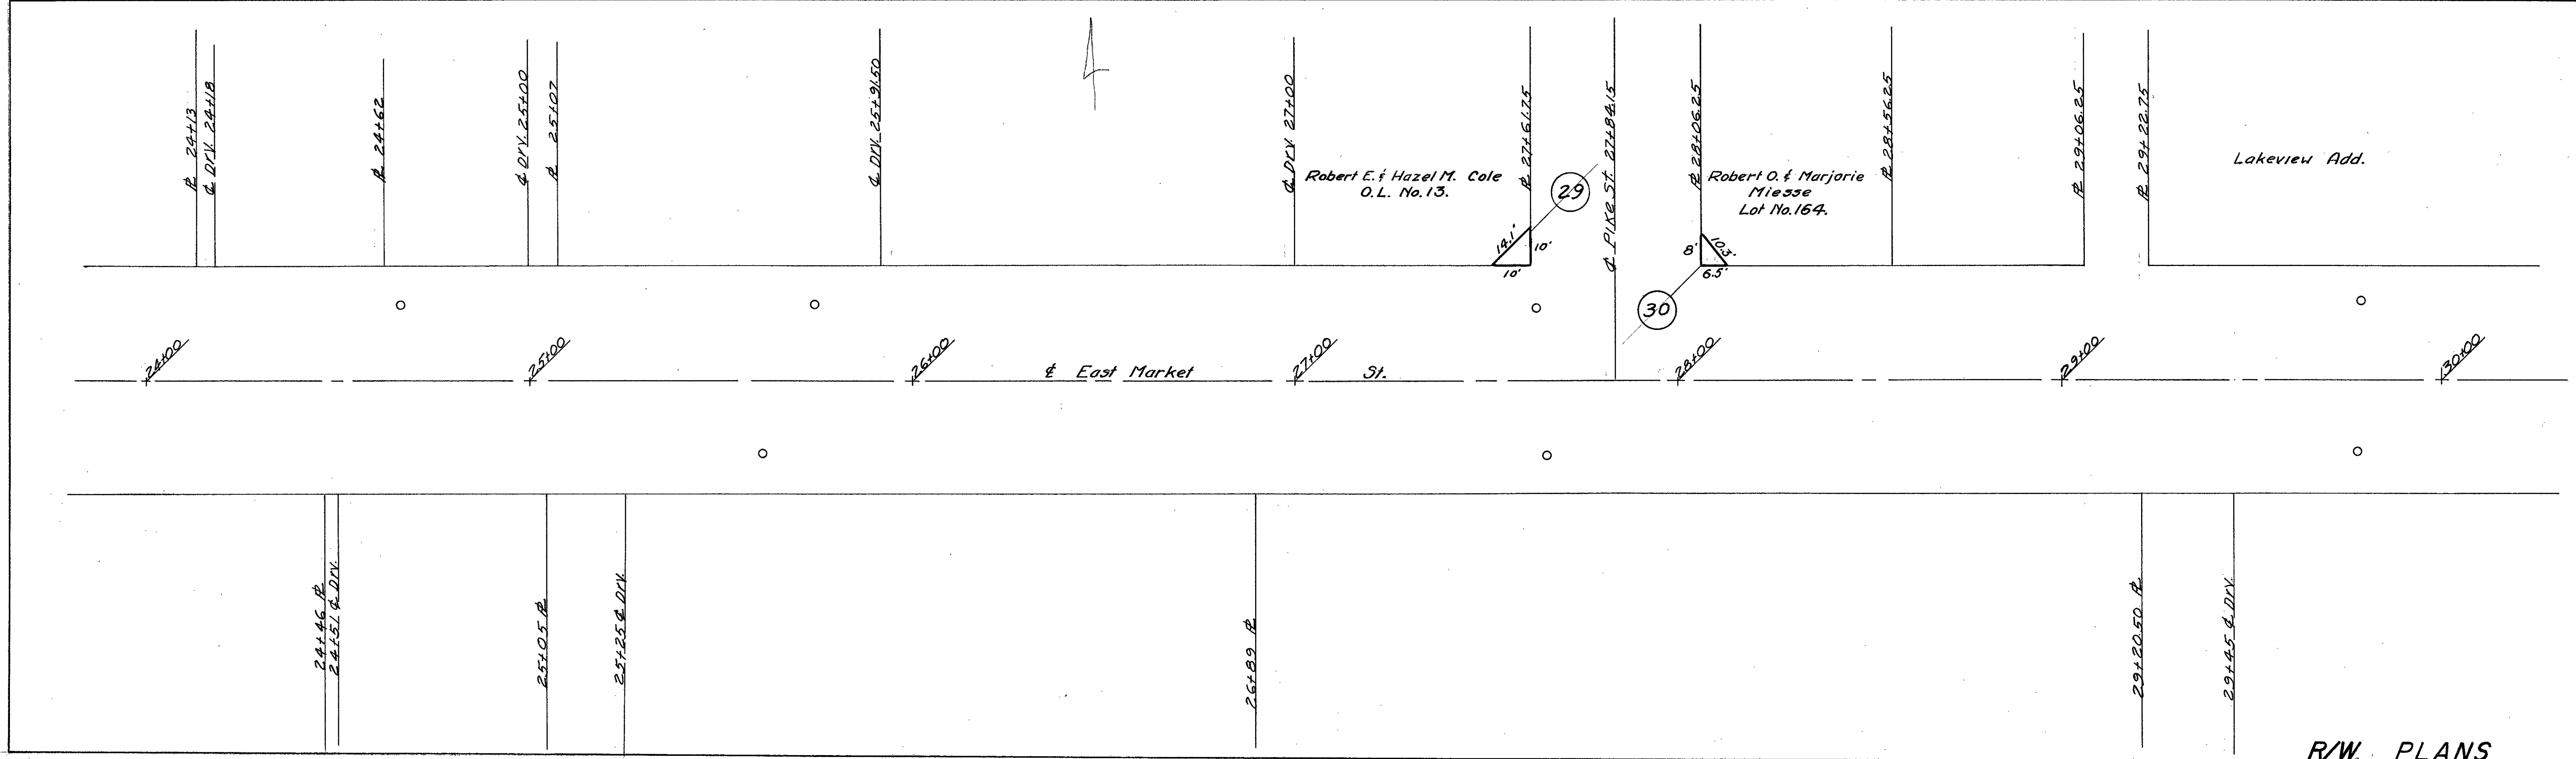 ℄ 24+13
℄ Drv. 24+18
℄ 24+62
℄ Drv. 25+00
℄ 25+07
℄ Drv. 25+91.50
℄ Drv. 27+00
Robert E. & Hazel M. Cole
O.L. No. 13.
℄ 27+61.75
29
14.1'
10'
10'
℄ Pike St. 27+84.15
℄ 28+06.25
Robert O. & Marjorie
Miesse
Lot No. 164.
8'
10.3'
6.5'
30
℄ 28+56.25
℄ 29+06.25
℄ 29+22.75
Lakeview Add.
24+00
25+00
26+00
℄ East Market St.
27+00
28+00
29+00
30+00
24+46 ℄
24+51 ℄ Drv.
25+05 ℄
25+25 ℄ Drv.
26+89 ℄
29+20.50 ℄
29+45 ℄ Drv.
R/W. PLANS